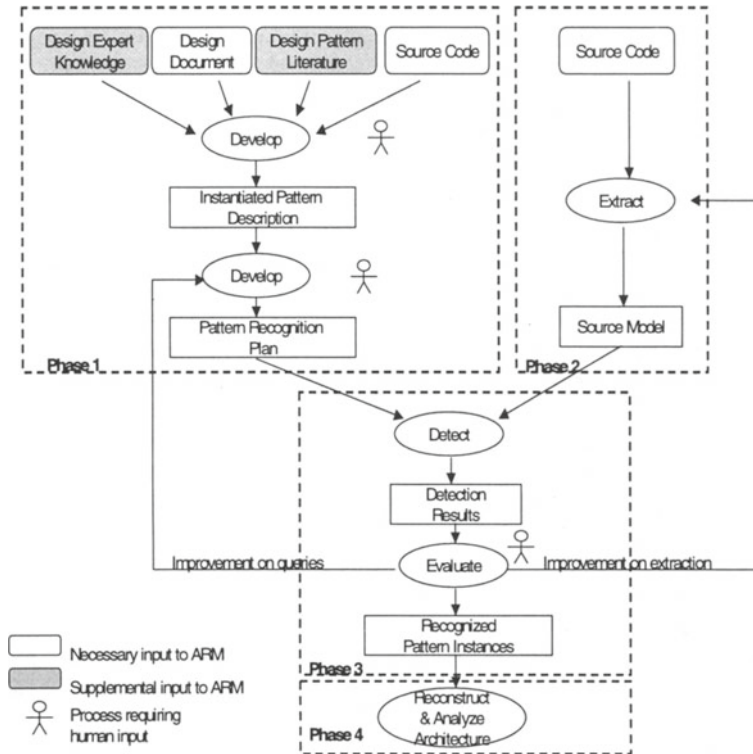 Design Expert
Knowledge
Design
Document
Design Pattern
Literature
Source Code
Source Code
Develop
Instantiated Pattern
Description
Extract
Develop
Pattern Recognition
Plan
Source Model
Phase 1
Phase 2
Detect
Detection
Results
Evaluate
Improvement on queries
Improvement on extraction
Recognized
Pattern Instances
Phase 3
Reconstruct
& Analyze
Architecture
Phase 4
Necessary input to ARM
Supplemental input to ARM
Process requiring
human input